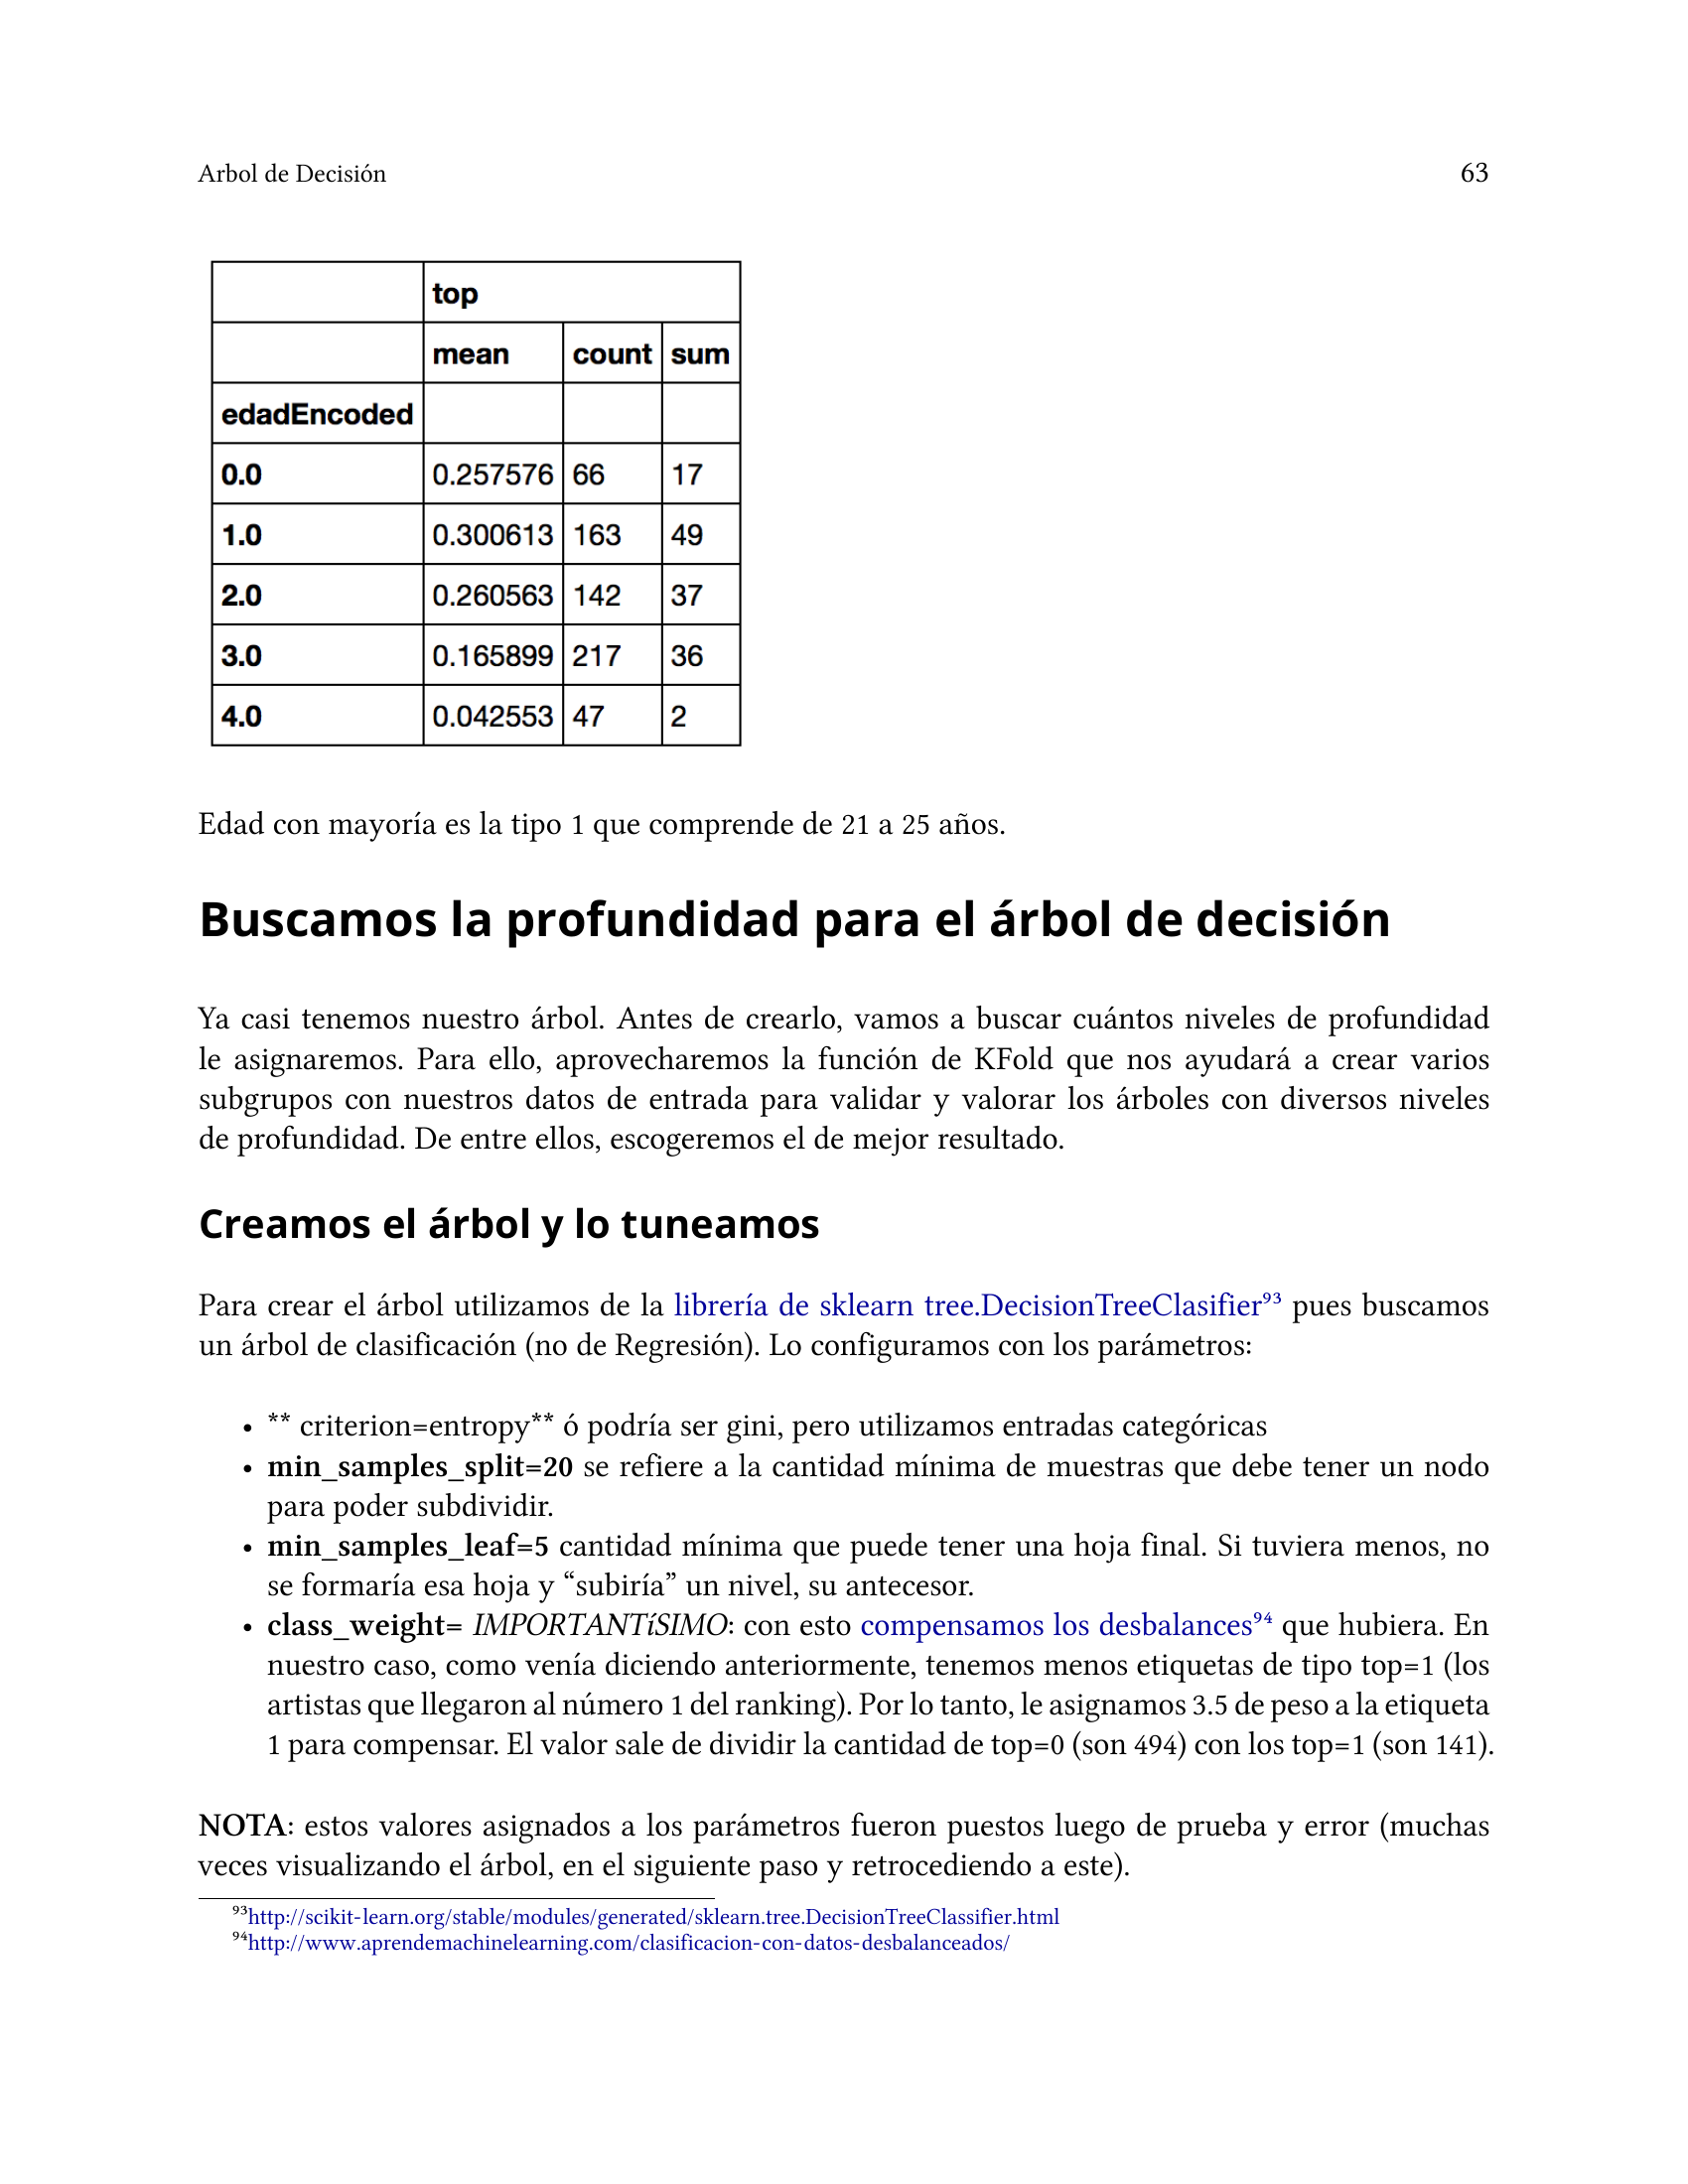 Arbol de Decisión 63
top
mean count sum
edadEncoded
0.0 0.257576 66 17
1.0 0.300613 163 49
2.0 0.260563 142 37
3.0 0.165899 217 36
4.0 0.042553 47 2
Edad con mayoría es la tipo 1 que comprende de 21 a 25 años.
Buscamos la profundidad para el árbol de decisión
Ya casi tenemos nuestro árbol. Antes de crearlo, vamos a buscar cuántos niveles de profundidad
le asignaremos. Para ello, aprovecharemos la función de KFold que nos ayudará a crear varios
subgrupos con nuestros datos de entrada para validar y valorar los árboles con diversos niveles
de profundidad. De entre ellos, escogeremos el de mejor resultado.
Creamos el árbol y lo tuneamos
Para crear el árbol utilizamos de la librería de sklearn tree.DecisionTreeClasifier⁹³ pues buscamos
un árbol de clasificación (no de Regresión). Lo configuramos con los parámetros:
• ** criterion=entropy** ó podría ser gini, pero utilizamos entradas categóricas
• min_samples_split=20 se refiere a la cantidad mínima de muestras que debe tener un nodo
para poder subdividir.
• min_samples_leaf=5 cantidad mínima que puede tener una hoja final. Si tuviera menos, no
se formaría esa hoja y “subiría” un nivel, su antecesor.
• class_weight= IMPORTANTíSIMO: con esto compensamos los desbalances⁹⁴ que hubiera. En
nuestro caso, como venía diciendo anteriormente, tenemos menos etiquetas de tipo top=1 (los
artistas que llegaron al número 1 del ranking). Por lo tanto, le asignamos 3.5 de peso a la etiqueta
1 para compensar. El valor sale de dividir la cantidad de top=0 (son 494) con los top=1 (son 141).
NOTA: estos valores asignados a los parámetros fueron puestos luego de prueba y error (muchas
veces visualizando el árbol, en el siguiente paso y retrocediendo a este).
⁹³http://scikit-learn.org/stable/modules/generated/sklearn.tree.DecisionTreeClassifier.html
⁹⁴http://www.aprendemachinelearning.com/clasificacion-con-datos-desbalanceados/